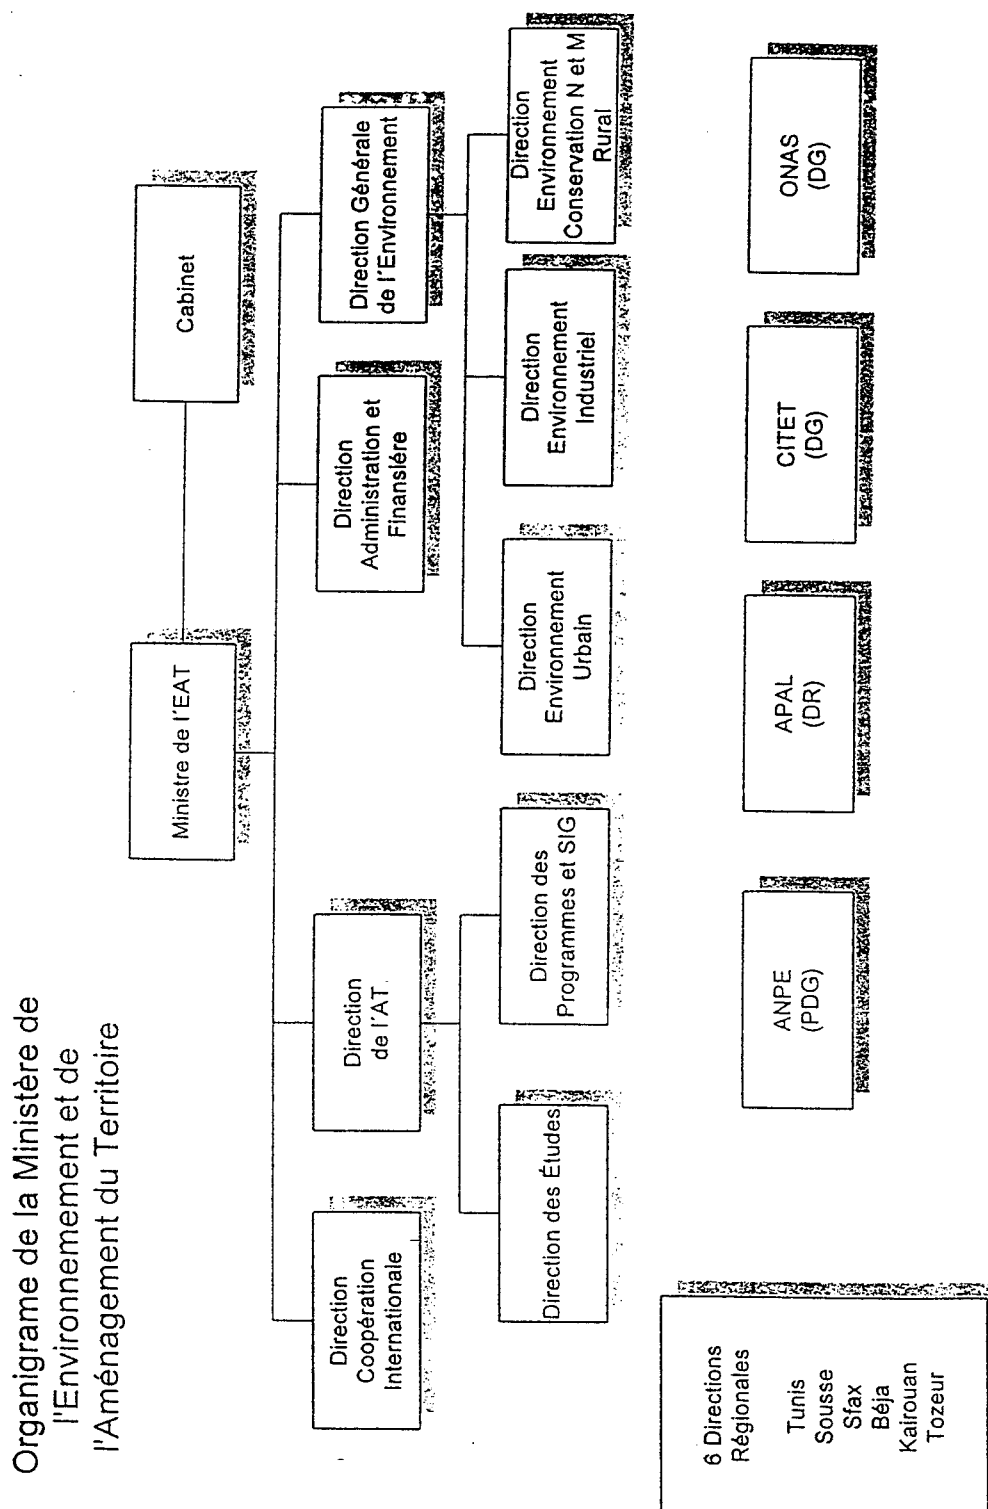 Organigrame de la Ministère de
l'Environnemement et de
l'Aménagement du Territoire
Ministre de l'EAT
Cabinet
Direction
Coopération
Internationale
Direction
de l'AT
Direction
Administration et
Finansiére
Direction Générale
de l'Environnement
Direction des Études
Direction des
Programmes et SIG
Direction
Environnement
Urbain
Direction
Environnement
Industriel
Direction
Environnement
Conservation N et M
Rural
6 Directions
Régionales
Tunis
Sousse
Sfax
Béja
Kairouan
Tozeur
ANPE
(PDG)
APAL
(DR)
CITET
(DG)
ONAS
(DG)